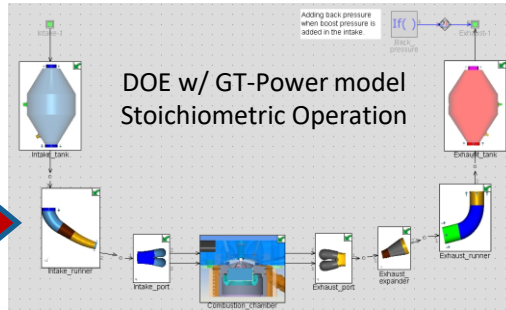 Adding back pressure
when boost pressure is
added in the intake.
If( )
Back_
pressure
Intake-1
Exhaust-1
DOE w/ GT-Power model
Stoichiometric Operation
Intake_tank
Exhaust_tank
Intake_runner
Intake_port
Combustion_chamber
Exhaust_port
Exhaust_
expander
Exhaust_runner